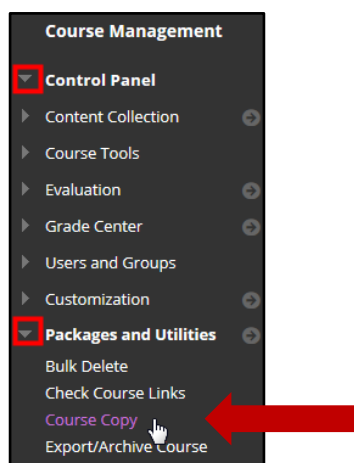 Course Management
Control Panel
Content Collection
Course Tools
Evaluation
Grade Center
Users and Groups
Customization
Packages and Utilities
Bulk Delete
Check Course Links
Course Copy
Export/Archive Course